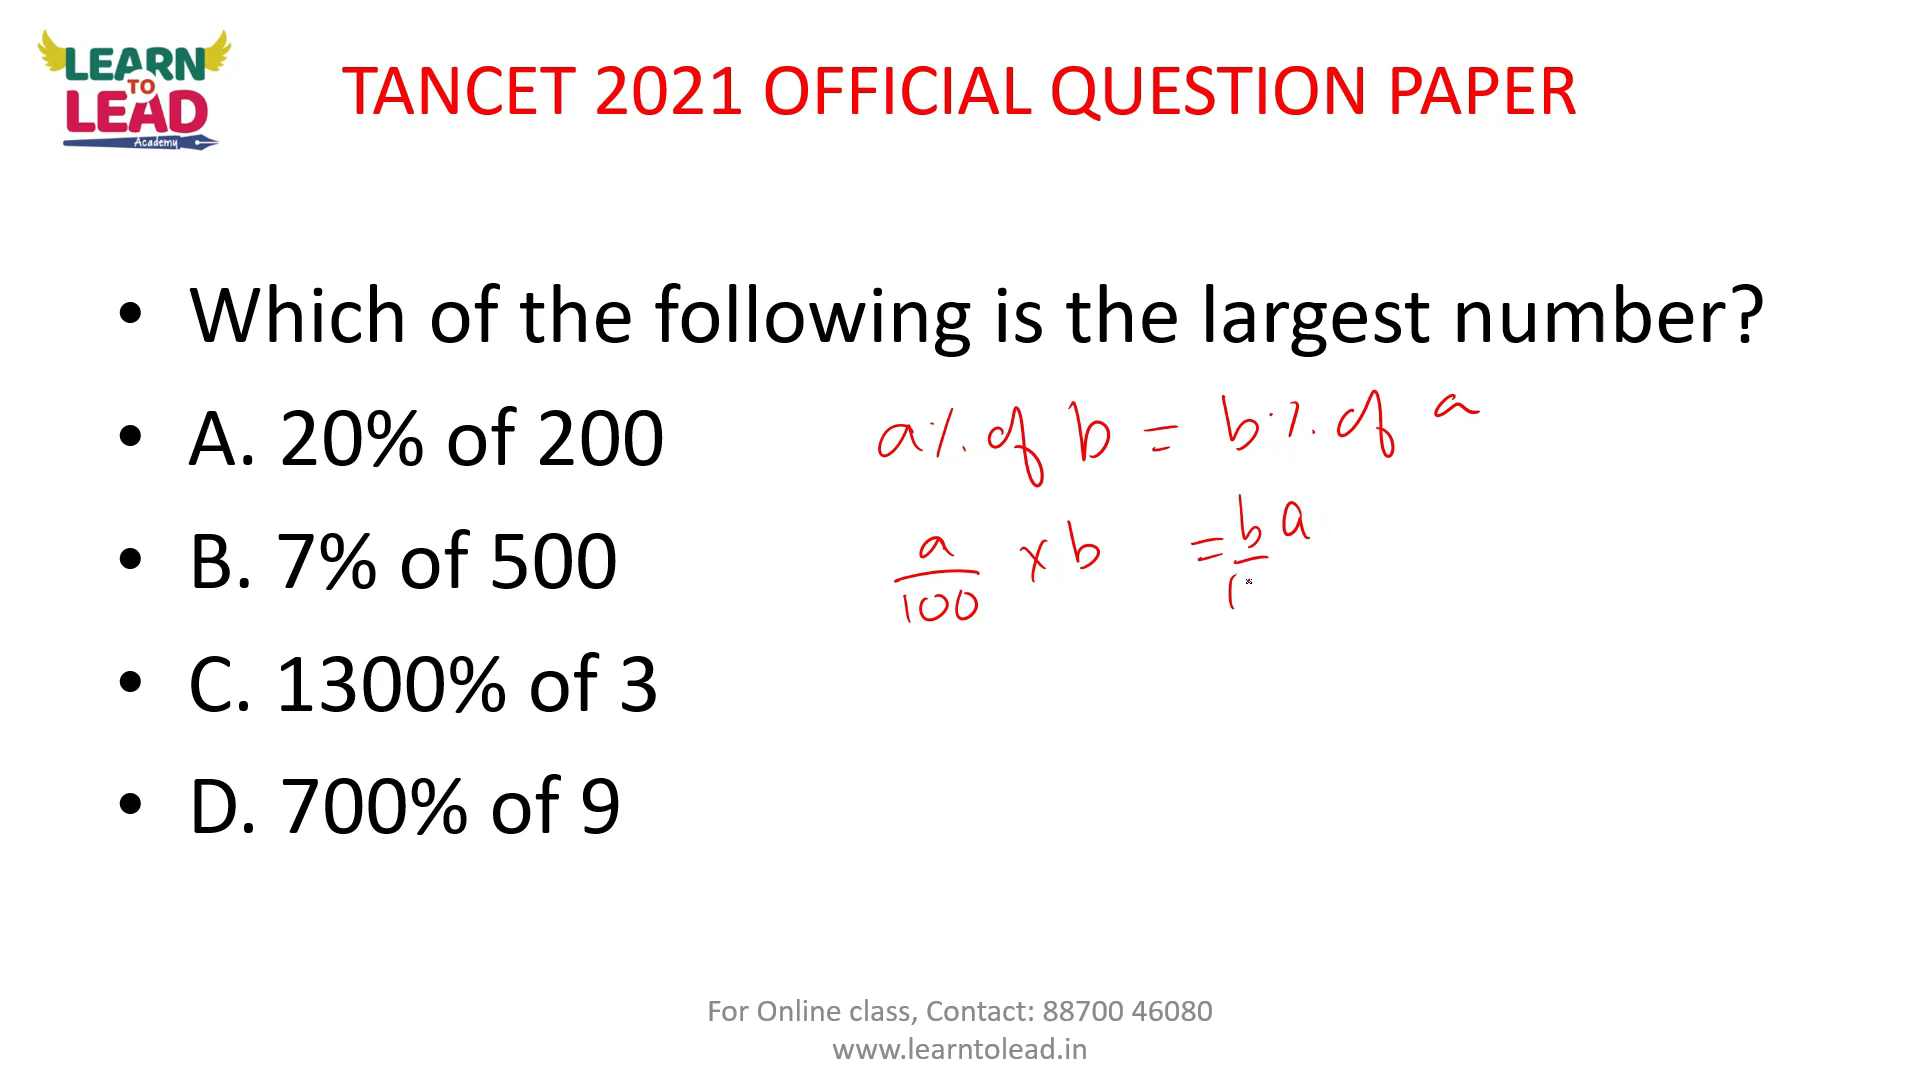 LEARN
TO
LEAD
Academy
TANCET 2021 OFFICIAL QUESTION PAPER
• Which of the following is the largest number?
• A. 20% of 200
a% of b = b% of a
• B. 7% of 500
a/100 × b = b/1 a
• C. 1300% of 3
• D. 700% of 9
For Online class, Contact: 88700 46080
www.learntolead.in